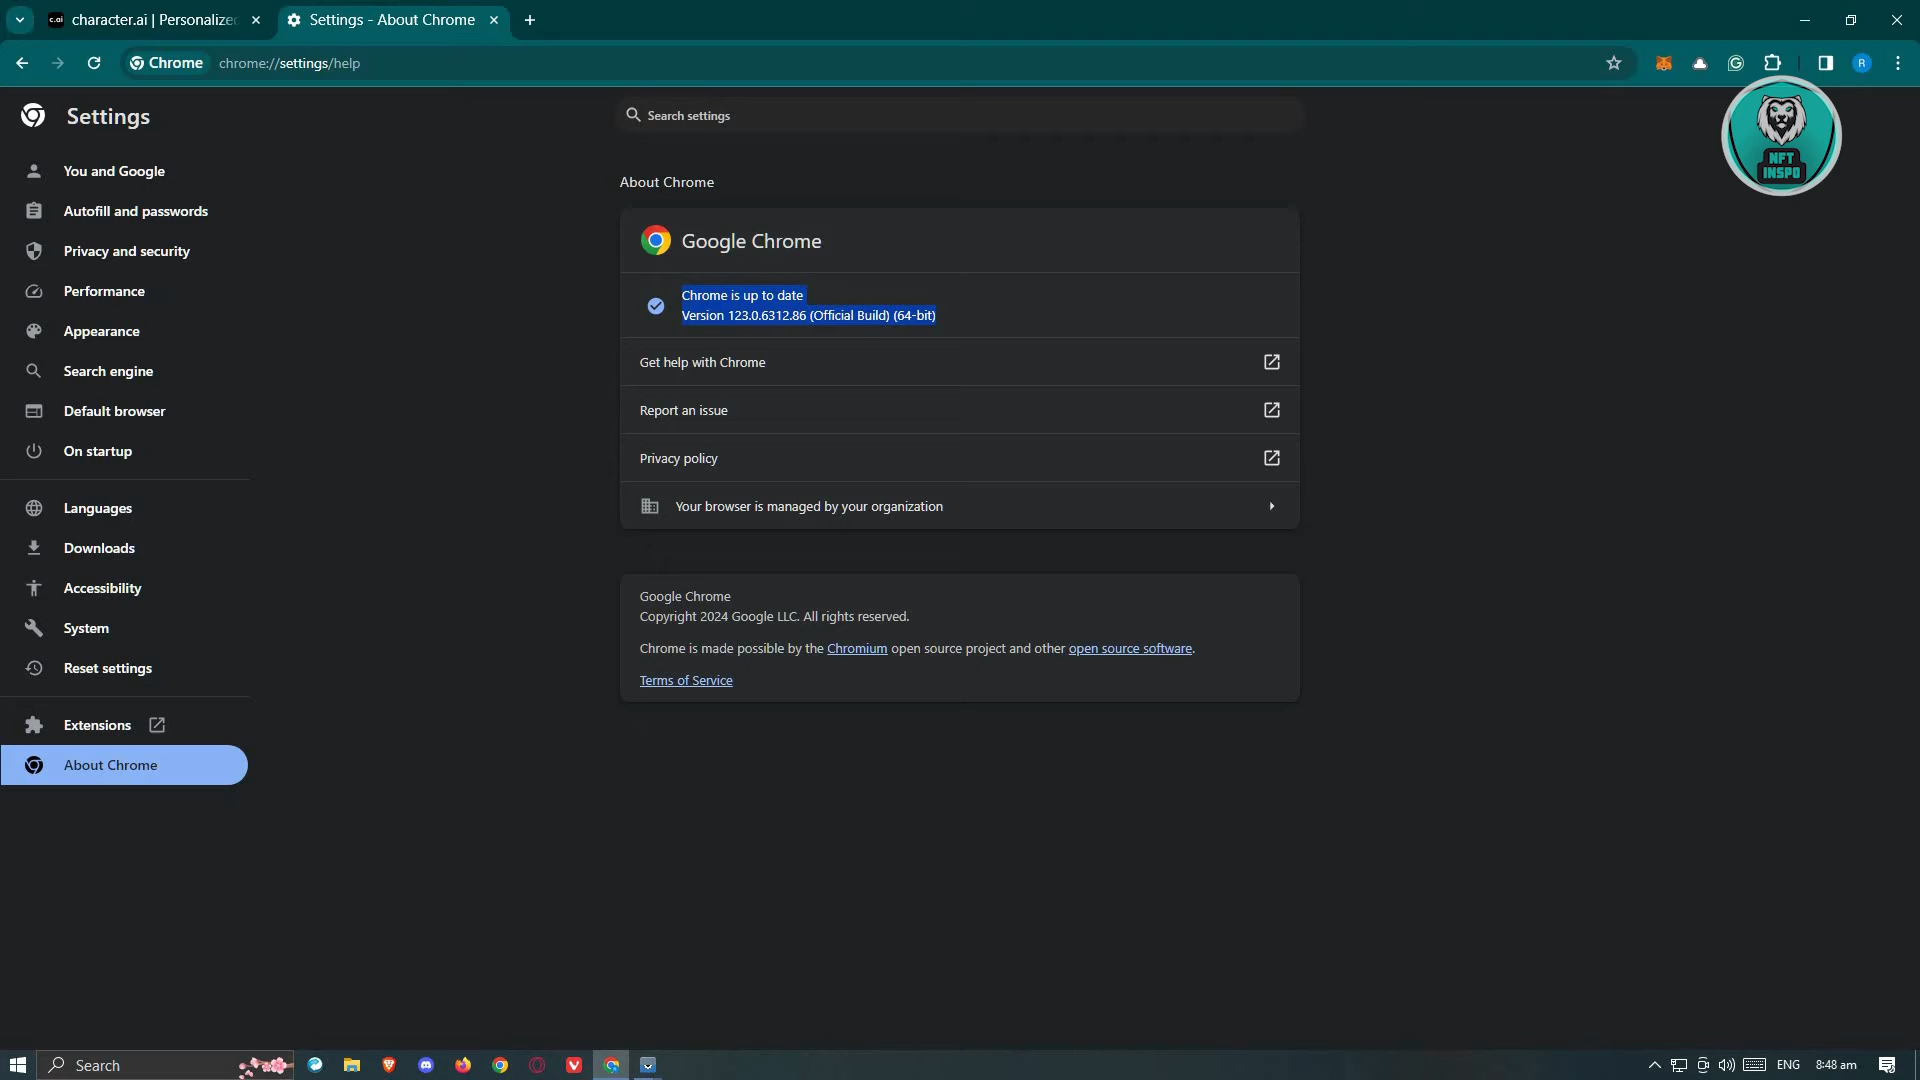 c.ai
character.ai | Personalized
Settings - About Chrome
Chrome
chrome://settings/help
G
R
NFT
INSPO
Settings
Search settings
You and Google
Autofill and passwords
Privacy and security
Performance
Appearance
Search engine
Default browser
On startup
Languages
Downloads
Accessibility
System
Reset settings
Extensions
About Chrome
About Chrome
Google Chrome
Chrome is up to date
Version 123.0.6312.86 (Official Build) (64-bit)
Get help with Chrome
Report an issue
Privacy policy
Your browser is managed by your organization
Google Chrome
Copyright 2024 Google LLC. All rights reserved.
Chrome is made possible by the Chromium open source project and other open source software.
Terms of Service
Search
ENG
8:48 am